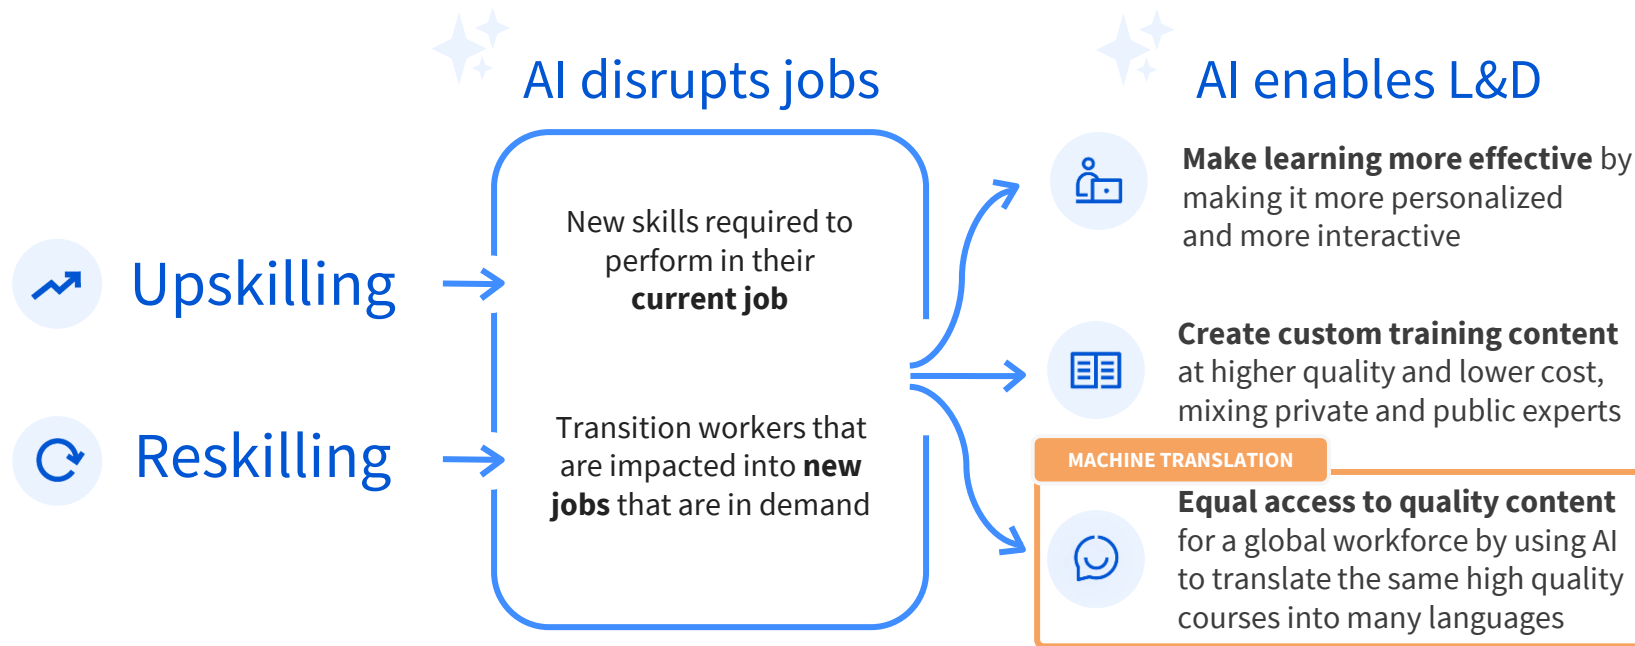 AI disrupts jobs
AI enables L&D
Upskilling
Reskilling
New skills required to
perform in their
current job
Transition workers that
are impacted into new
jobs that are in demand
Make learning more effective by
making it more personalized
and more interactive
Create custom training content
at higher quality and lower cost,
mixing private and public experts
MACHINE TRANSLATION
Equal access to quality content
for a global workforce by using AI
to translate the same high quality
courses into many languages